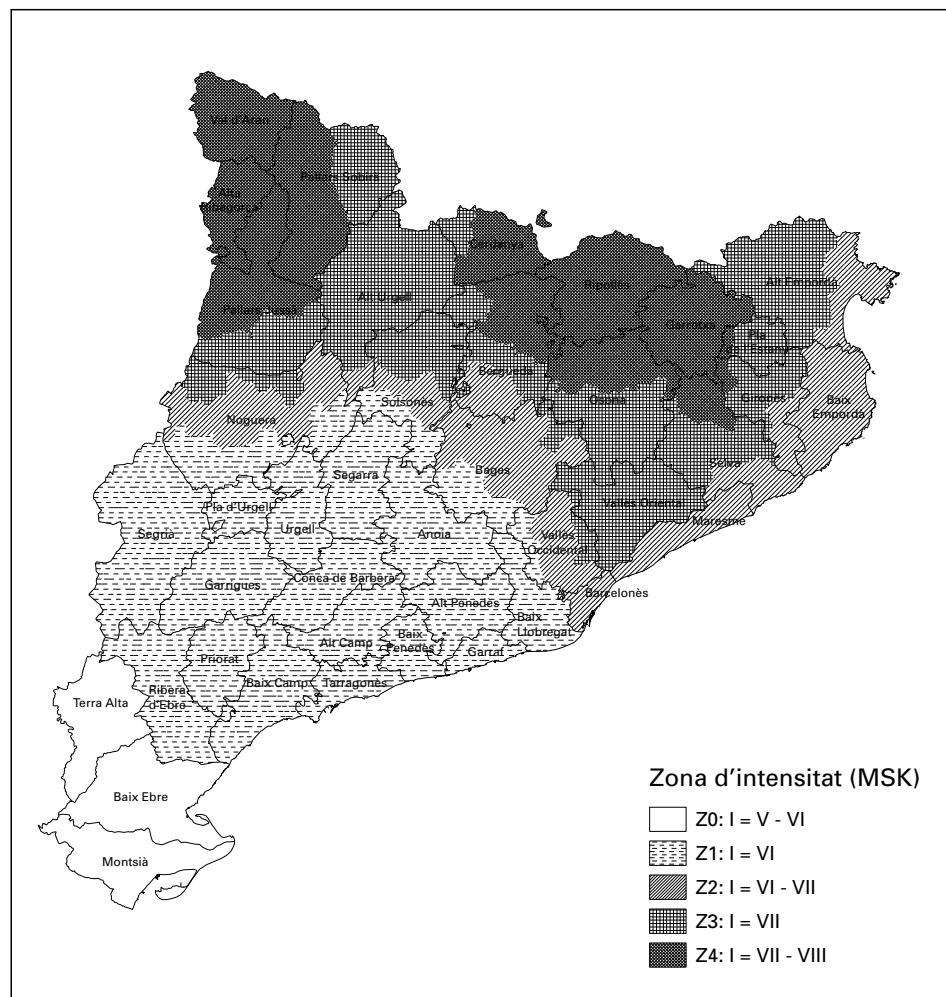 Val d'Aran
Pallars Sobirà
Alta
Ribagorça
Cerdanya
Ripollès
Alt Empordà
Alt Urgell
Pallars Jussà
Garrotxa
Pla
Estany
Berguedà
Gironès
Baix
Empordà
Solsonès
Osona
Noguera
Selva
Segarra
Bages
Pla d'Urgell
Vallès Oriental
Maresme
Segrià
Urgell
Anoia
Vallès
Occidental
Garrigues
Conca de Barberà
Barcelonès
Alt Penedès
Baix
Llobregat
Alt Camp
Baix
Penedès
Garraf
Priorat
Ribera
d'Ebre
Baix Camp
Tarragonès
Terra Alta
Baix Ebre
Montsià
Zona d'intensitat (MSK)
Z0: I = V - VI
Z1: I = VI
Z2: I = VI - VII
Z3: I = VII
Z4: I = VII - VIII